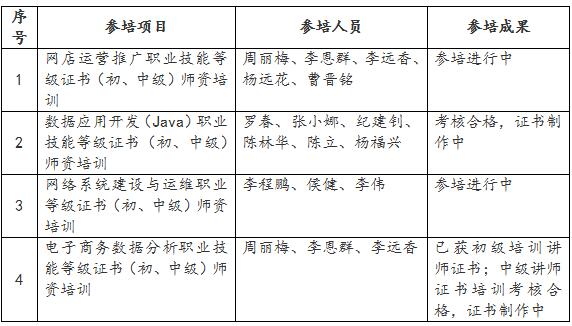 序号 参培项目 参培人员 参培成果
1 网店运营推广职业技能等级证书（初、中级）师资培训 周丽梅、李恩群、李远香、杨远花、曹晋铭 参培进行中
2 数据应用开发（Java）职业技能等级证书（初、中级）师资培训 罗春、张小娜、纪建钊、陈林华、陈立、杨福兴 考核合格，证书制作中
3 网络系统建设与运维职业等级证书（初、中级）师资培训 李程鹏、侯健、李伟 参培进行中
4 电子商务数据分析职业技能等级证书（初、中级）师资培训 周丽梅、李恩群、李远香 已获初级培训讲师证书；中级讲师证书培训考核合格，证书制作中